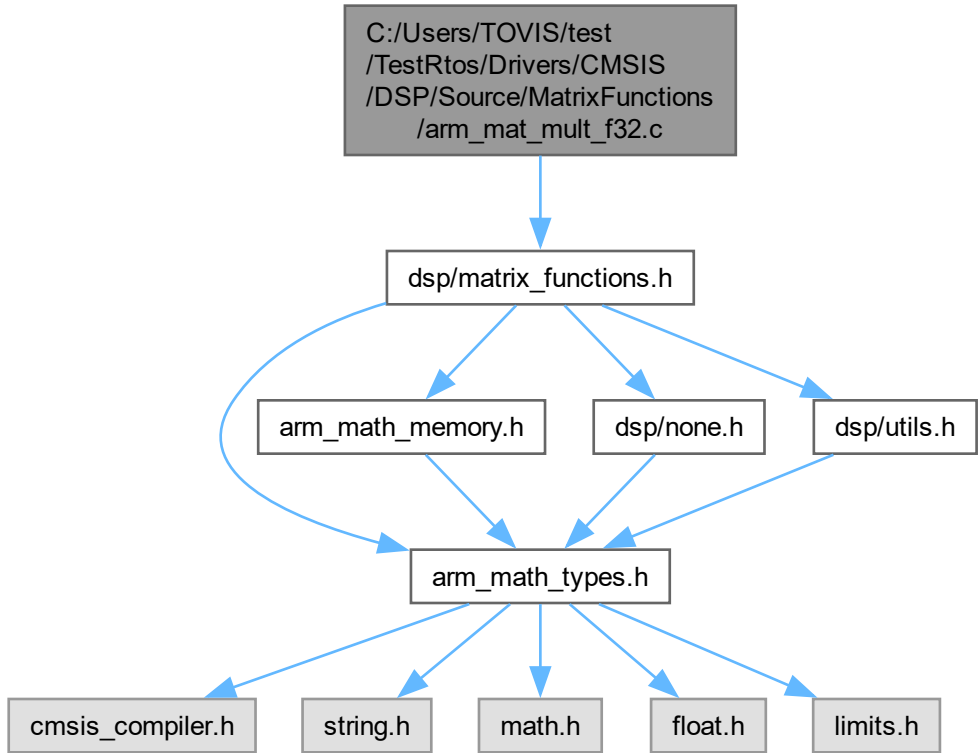 C:/Users/TOVIS/test
/TestRtos/Drivers/CMSIS
/DSP/Source/MatrixFunctions
/arm_mat_mult_f32.c
dsp/matrix_functions.h
arm_math_memory.h
dsp/none.h
dsp/utils.h
arm_math_types.h
cmsis_compiler.h
string.h
math.h
float.h
limits.h